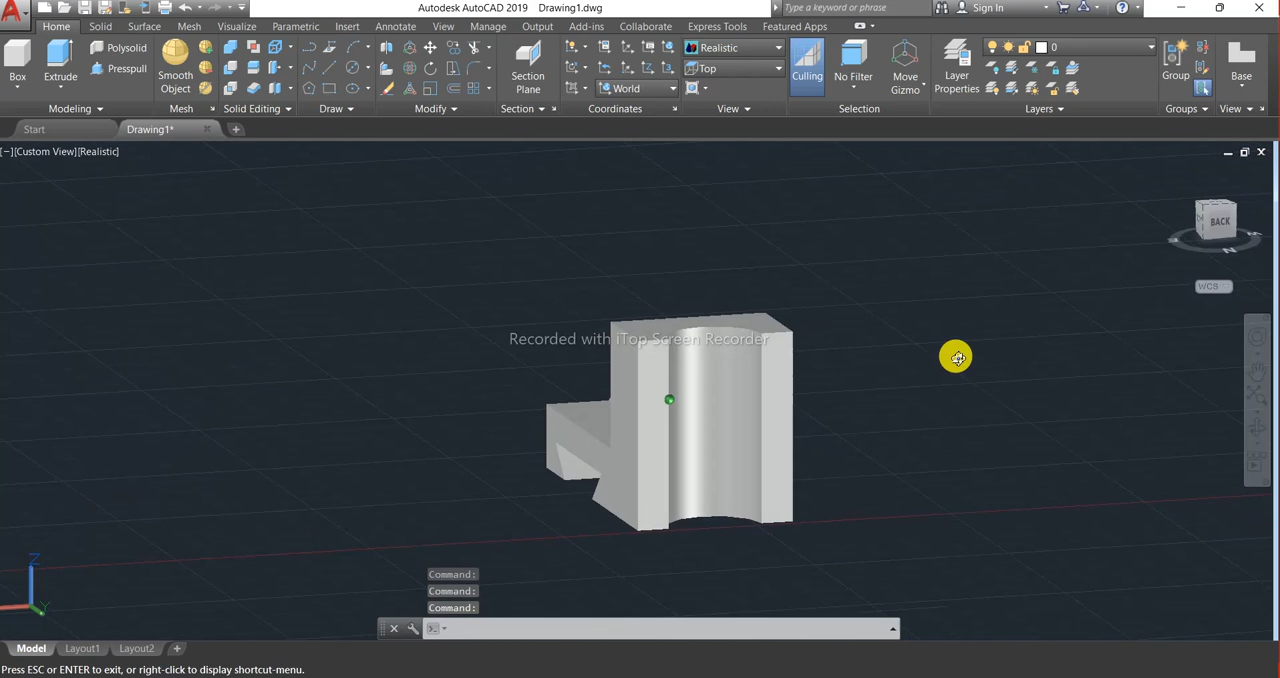 A Autodesk AutoCAD 2019 Drawing1.dwg Type a keyword or phrase Sign In
Home Solid Surface Mesh Visualize Parametric Insert Annotate View Manage Output Add-ins Collaborate Express Tools Featured Apps
Polysolid
Presspull
Box Extrude
Smooth Object
Section Plane
Realistic
Top
World
Culling No Filter Move Gizmo
0
Layer Properties
Group Base
Modeling Mesh Solid Editing Draw Modify Section Coordinates View Selection Layers Groups View
Start Drawing1*
[−][Custom View][Realistic]
BACK
N
WCS
Recorded with iTop Screen Recorder
Z
Y
Command:
Command:
Command:
Model Layout1 Layout2
Press ESC or ENTER to exit, or right-click to display shortcut-menu.